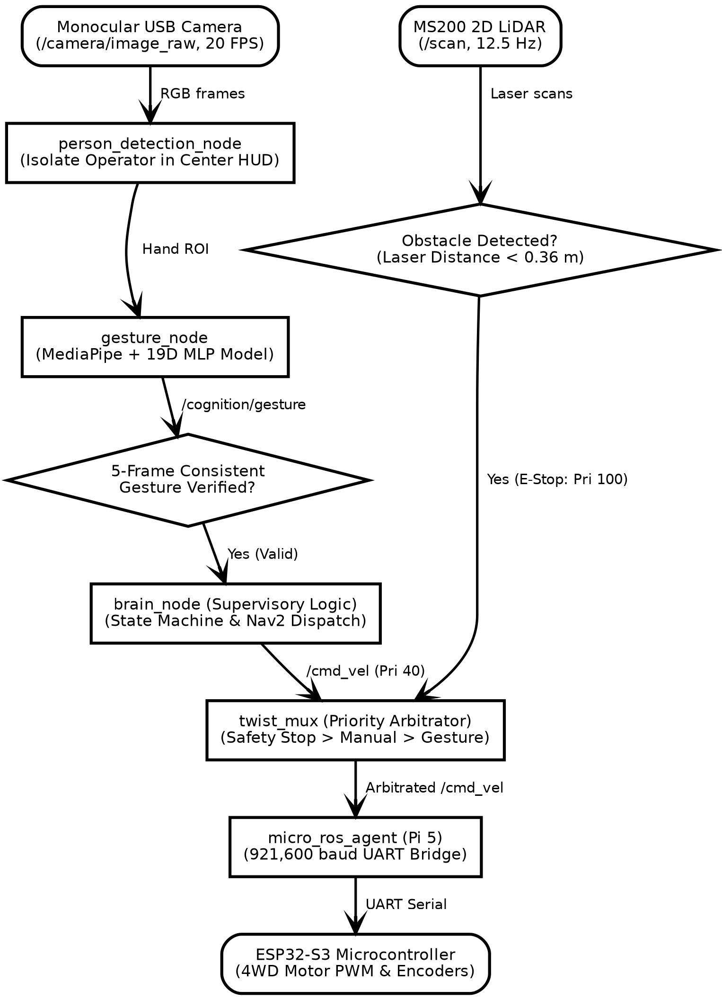 Monocular USB Camera
(/camera/image_raw, 20 FPS)
MS200 2D LiDAR
(/scan, 12.5 Hz)
RGB frames
Laser scans
person_detection_node
(Isolate Operator in Center HUD)
Hand ROI
Obstacle Detected?
(Laser Distance < 0.36 m)
gesture_node
(MediaPipe + 19D MLP Model)
/cognition/gesture
5-Frame Consistent
Gesture Verified?
Yes (E-Stop: Pri 100)
Yes (Valid)
brain_node (Supervisory Logic)
(State Machine & Nav2 Dispatch)
/cmd_vel (Pri 40)
twist_mux (Priority Arbitrator)
(Safety Stop > Manual > Gesture)
Arbitrated /cmd_vel
micro_ros_agent (Pi 5)
(921,600 baud UART Bridge)
UART Serial
ESP32-S3 Microcontroller
(4WD Motor PWM & Encoders)